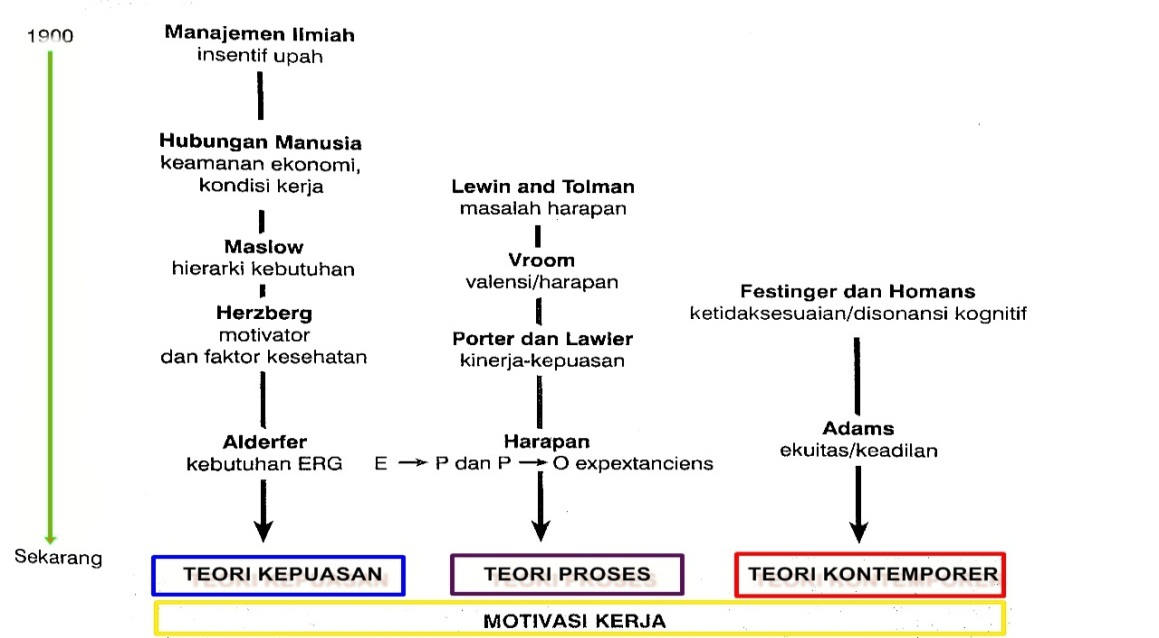 1900
Manajemen Ilmiah
insentif upah
Hubungan Manusia
keamanan ekonomi,
kondisi kerja
Maslow
hierarki kebutuhan
Herzberg
motivator
dan faktor kesehatan
Alderfer
kebutuhan ERG
Lewin and Tolman
masalah harapan
Vroom
valensi/harapan
Porter dan Lawler
kinerja-kepuasan
Harapan
E → P dan P → O expextanciens
Festinger dan Homans
ketidaksesuaian/disonansi kognitif
Adams
ekuitas/keadilan
Sekarang
TEORI KEPUASAN
TEORI PROSES
TEORI KONTEMPORER
MOTIVASI KERJA